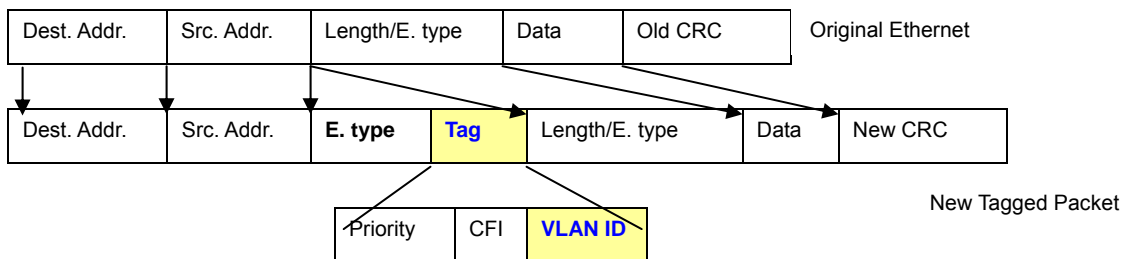 Dest. Addr. Src. Addr. Length/E. type Data Old CRC Original Ethernet
Dest. Addr. Src. Addr. E. type Tag Length/E. type Data New CRC
New Tagged Packet
Priority CFI VLAN ID